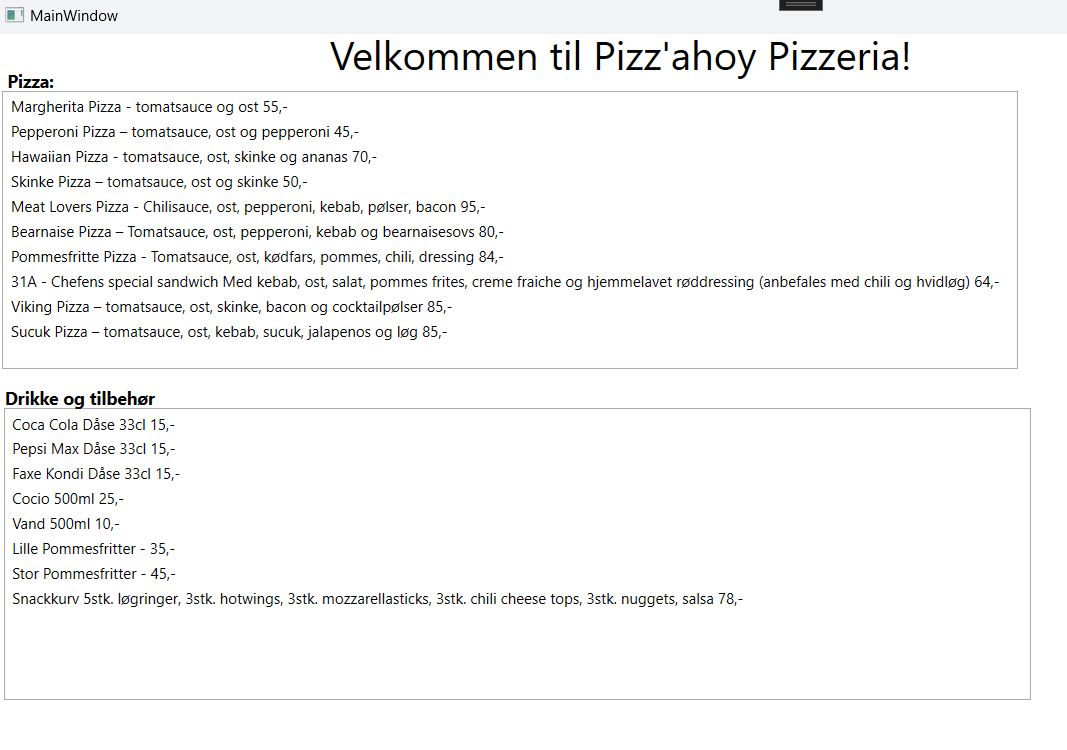 MainWindow
Velkommen til Pizz'ahoy Pizzeria!
Pizza:
Margherita Pizza - tomatsauce og ost 55,-
Pepperoni Pizza – tomatsauce, ost og pepperoni 45,-
Hawaiian Pizza - tomatsauce, ost, skinke og ananas 70,-
Skinke Pizza – tomatsauce, ost og skinke 50,-
Meat Lovers Pizza - Chilisauce, ost, pepperoni, kebab, pølser, bacon 95,-
Bearnaise Pizza – Tomatsauce, ost, pepperoni, kebab og bearnaisesovs 80,-
Pommesfritte Pizza - Tomatsauce, ost, kødfars, pommes, chili, dressing 84,-
31A - Chefens special sandwich Med kebab, ost, salat, pommes frites, creme fraiche og hjemmelavet røddressing (anbefales med chili og hvidløg) 64,-
Viking Pizza – tomatsauce, ost, skinke, bacon og cocktailpølser 85,-
Sucuk Pizza – tomatsauce, ost, kebab, sucuk, jalapenos og løg 85,-
Drikke og tilbehør
Coca Cola Dåse 33cl 15,-
Pepsi Max Dåse 33cl 15,-
Faxe Kondi Dåse 33cl 15,-
Cocio 500ml 25,-
Vand 500ml 10,-
Lille Pommesfritter - 35,-
Stor Pommesfritter - 45,-
Snackkurv 5stk. løgringer, 3stk. hotwings, 3stk. mozzarellasticks, 3stk. chili cheese tops, 3stk. nuggets, salsa 78,-